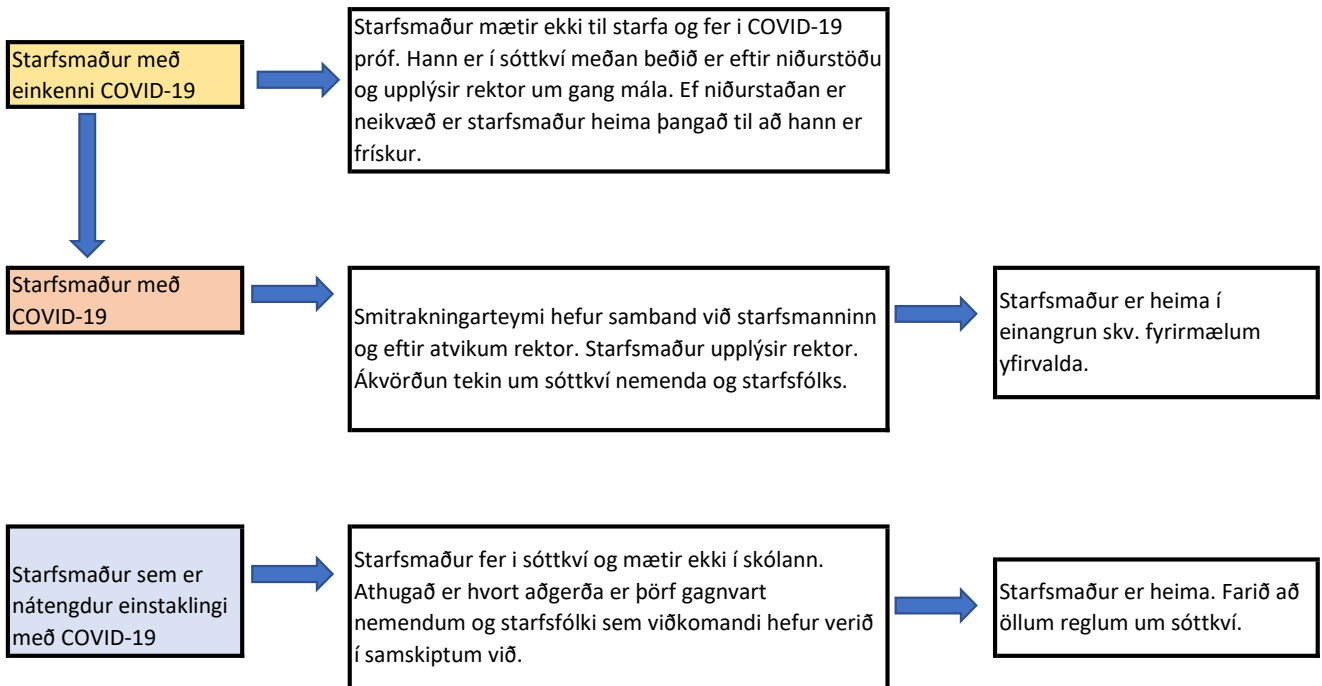 Starfsmaður með
einkenni COVID-19
Starfsmaður mætir ekki til starfa og fer i COVID-19
próf. Hann er í sóttkví meðan beðið er eftir niðurstöðu
og upplýsir rektor um gang mála. Ef niðurstaðan er
neikvæð er starfsmaður heima þangað til að hann er
frískur.
Starfsmaður með
COVID-19
Smitrakningarteymi hefur samband við starfsmanninn
og eftir atvikum rektor. Starfsmaður upplýsir rektor.
Ákvörðun tekin um sóttkví nemenda og starfsfólks.
Starfsmaður er heima í
einangrun skv. fyrirmælum
yfirvalda.
Starfsmaður sem er
nátengdur einstaklingi
með COVID-19
Starfsmaður fer i sóttkví og mætir ekki í skólann.
Athugað er hvort aðgerða er þörf gagnvart
nemendum og starfsfólki sem viðkomandi hefur verið
í samskiptum við.
Starfsmaður er heima. Farið að
öllum reglum um sóttkví.